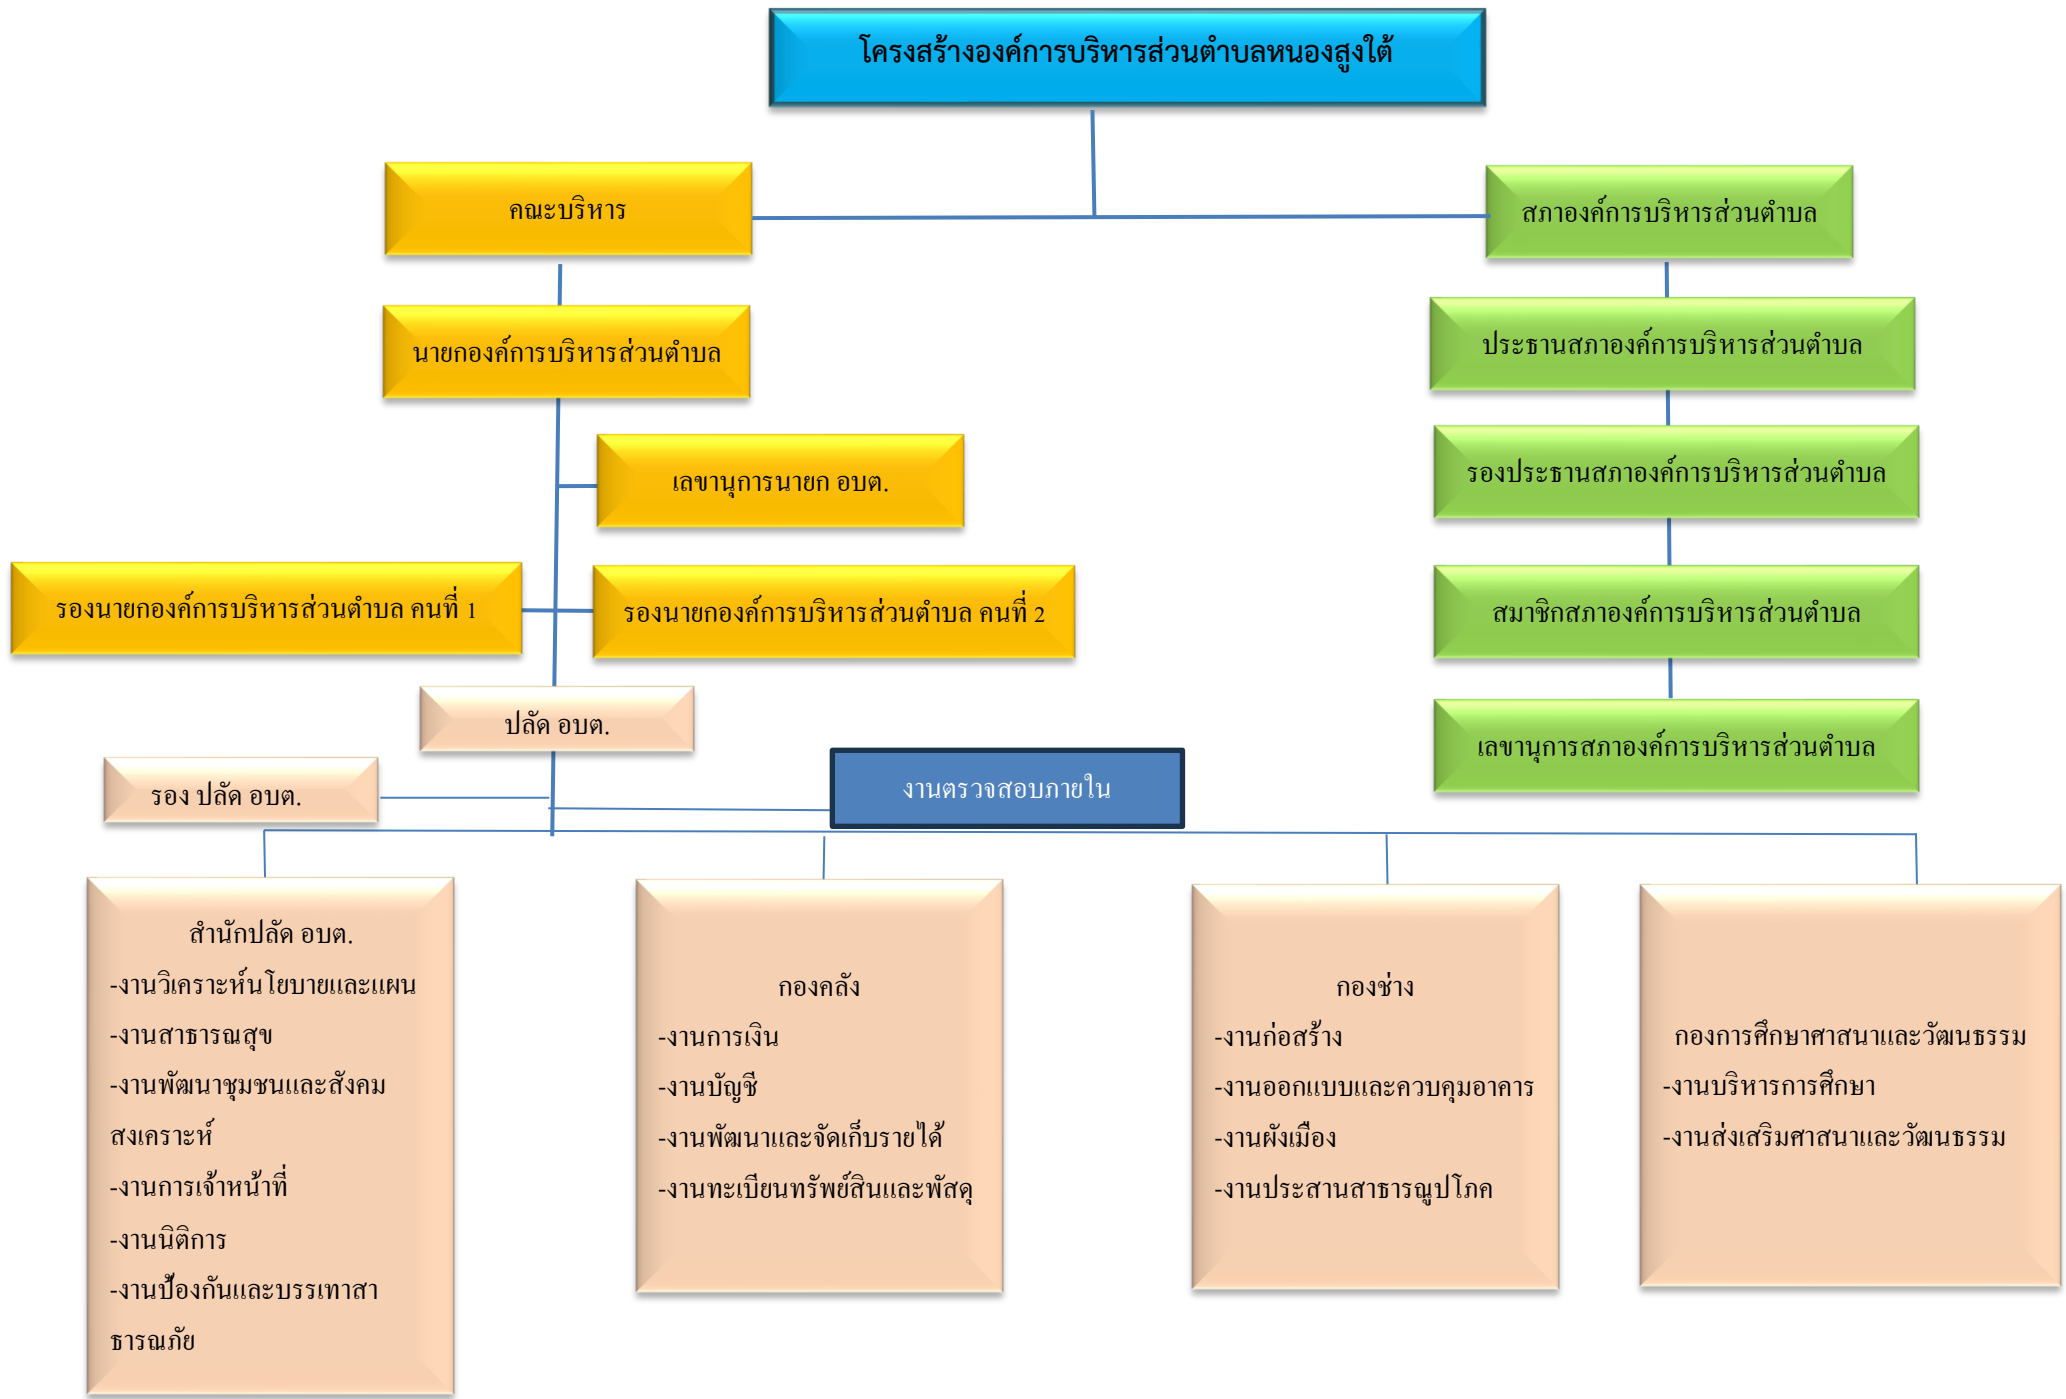 โครงสร้างองค์การบริหารส่วนตำบลหนองสูงใต้
คณะบริหาร
สภาองค์การบริหารส่วนตำบล
นายกองค์การบริหารส่วนตำบล
ประธานสภาองค์การบริหารส่วนตำบล
เลขานุการนายก อบต.
รองประธานสภาองค์การบริหารส่วนตำบล
รองนายกองค์การบริหารส่วนตำบล คนที่ 1
รองนายกองค์การบริหารส่วนตำบล คนที่ 2
สมาชิกสภาองค์การบริหารส่วนตำบล
ปลัด อบต.
เลขานุการสภาองค์การบริหารส่วนตำบล
รอง ปลัด อบต.
งานตรวจสอบภายใน
สำนักปลัด อบต.
-งานวิเคราะห์นโยบายและแผน
-งานสาธารณสุข
-งานพัฒนาชุมชนและสังคม
สงเคราะห์
-งานการเจ้าหน้าที่
-งานนิติการ
-งานป้องกันและบรรเทาสา
ธารณภัย
กองคลัง
-งานการเงิน
-งานบัญชี
-งานพัฒนาและจัดเก็บรายได้
-งานทะเบียนทรัพย์สินและพัสดุ
กองช่าง
-งานก่อสร้าง
-งานออกแบบและควบคุมอาคาร
-งานผังเมือง
-งานประสานสาธารณูปโภค
กองการศึกษาศาสนาและวัฒนธรรม
-งานบริหารการศึกษา
-งานส่งเสริมศาสนาและวัฒนธรรม